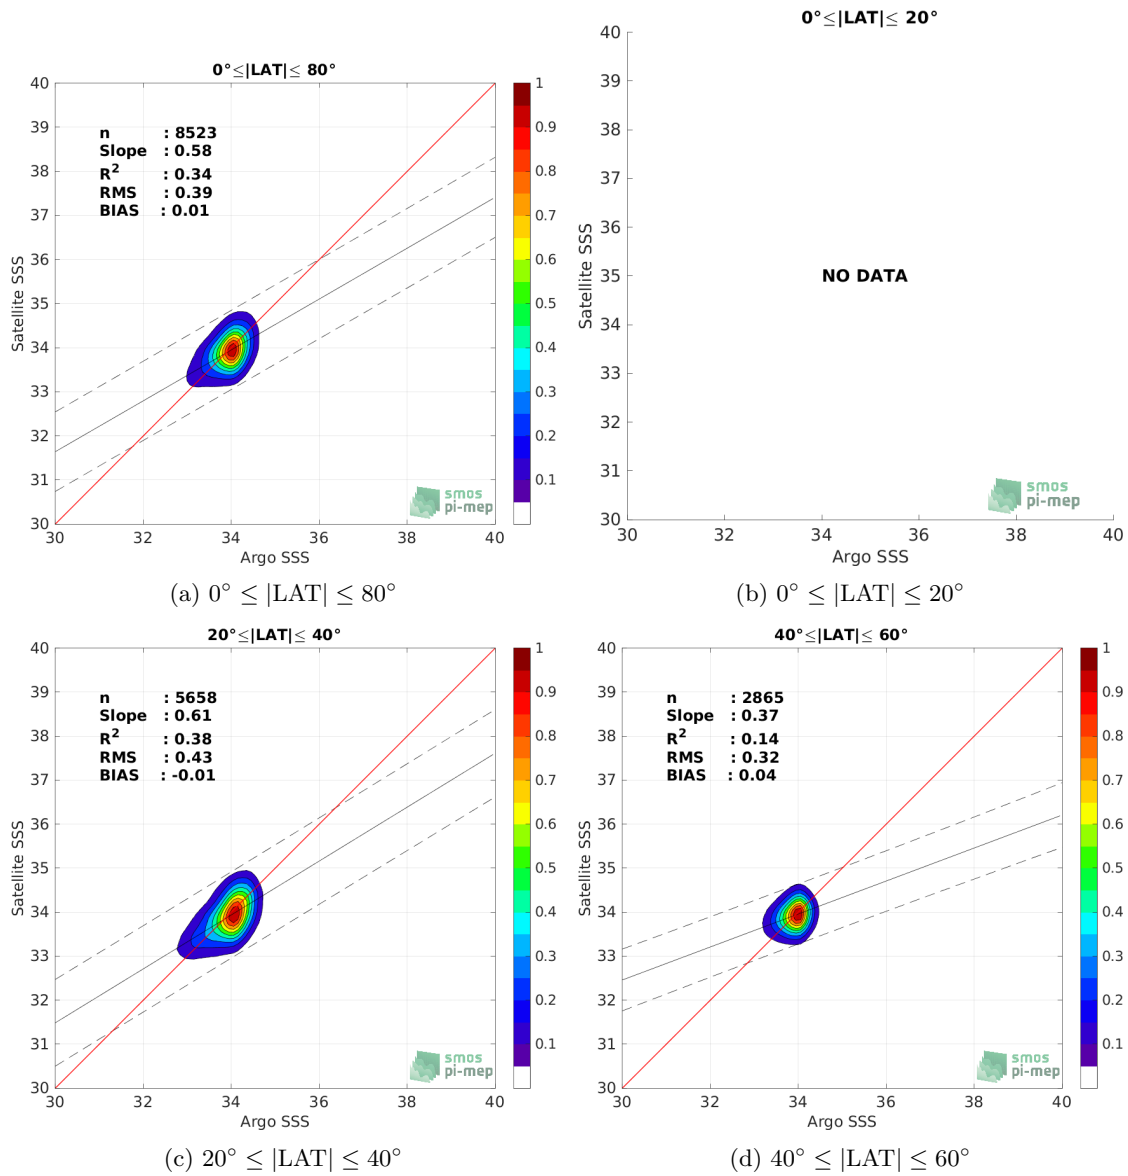 0°≤|LAT|≤ 80°
40
39
38
37
36
35
34
33
32
31
30
n : 8523
Slope : 0.58
R2 : 0.34
RMS : 0.39
BIAS : 0.01
Satellite SSS
smos
pi-mep
30 32 34 36 38 40
Argo SSS
1
0.9
0.8
0.7
0.6
0.5
0.4
0.3
0.2
0.1
(a) 0° ≤ |LAT| ≤ 80°
0°≤|LAT|≤ 20°
40
39
38
37
36
35
34
33
32
31
30
Satellite SSS
NO DATA
smos
pi-mep
30 32 34 36 38 40
Argo SSS
(b) 0° ≤ |LAT| ≤ 20°
20°≤|LAT|≤ 40°
40
39
38
37
36
35
34
33
32
31
30
n : 5658
Slope : 0.61
R2 : 0.38
RMS : 0.43
BIAS : -0.01
Satellite SSS
smos
pi-mep
30 32 34 36 38 40
Argo SSS
1
0.9
0.8
0.7
0.6
0.5
0.4
0.3
0.2
0.1
(c) 20° ≤ |LAT| ≤ 40°
40°≤|LAT|≤ 60°
40
39
38
37
36
35
34
33
32
31
30
n : 2865
Slope : 0.37
R2 : 0.14
RMS : 0.32
BIAS : 0.04
Satellite SSS
smos
pi-mep
30 32 34 36 38 40
Argo SSS
1
0.9
0.8
0.7
0.6
0.5
0.4
0.3
0.2
0.1
(d) 40° ≤ |LAT| ≤ 60°